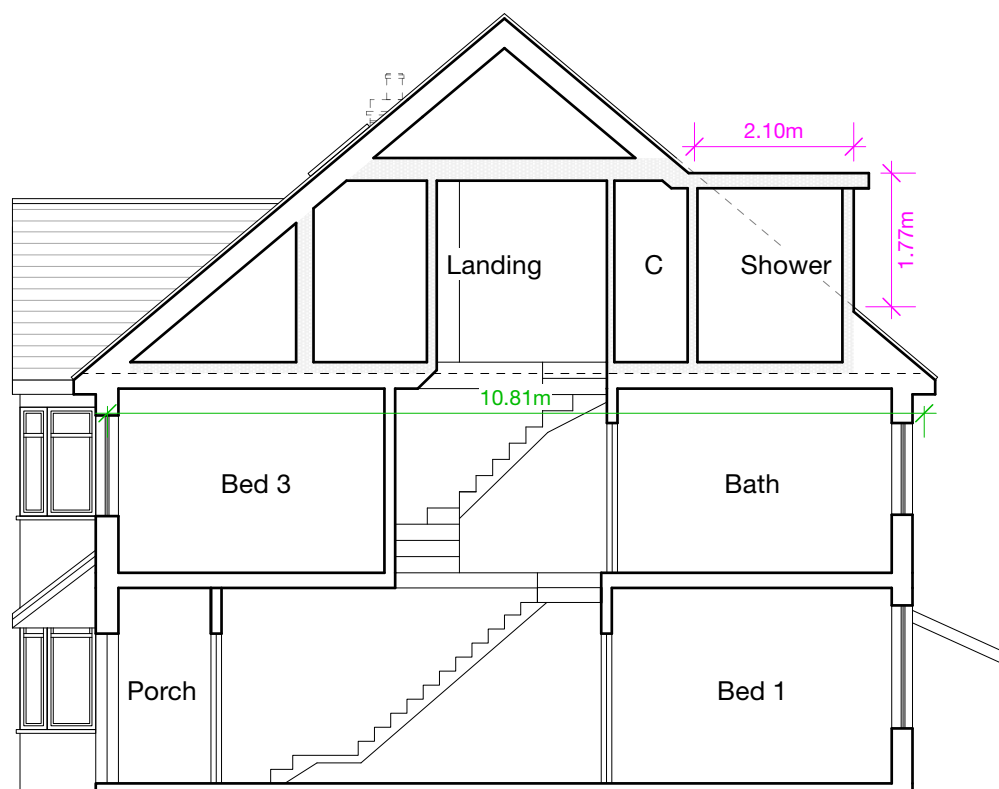 2.10m
1.77m
Landing
C
Shower
10.81m
Bed 3
Bath
Porch
Bed 1